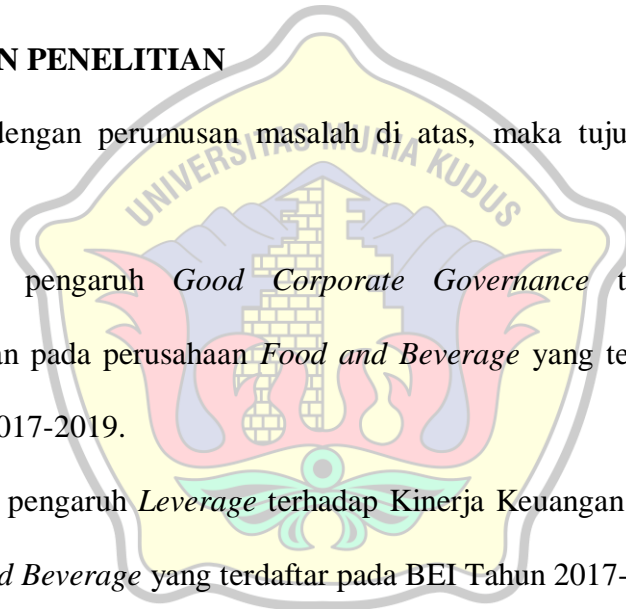 N PENELITIAN
dengan perumusan masalah di atas, maka tuju
UNIVERSITAS MURIA KUDUS
pengaruh Good Corporate Governance t
an pada perusahaan Food and Beverage yang te
017-2019.
pengaruh Leverage terhadap Kinerja Keuangan
d Beverage yang terdaftar pada BEI Tahun 2017-